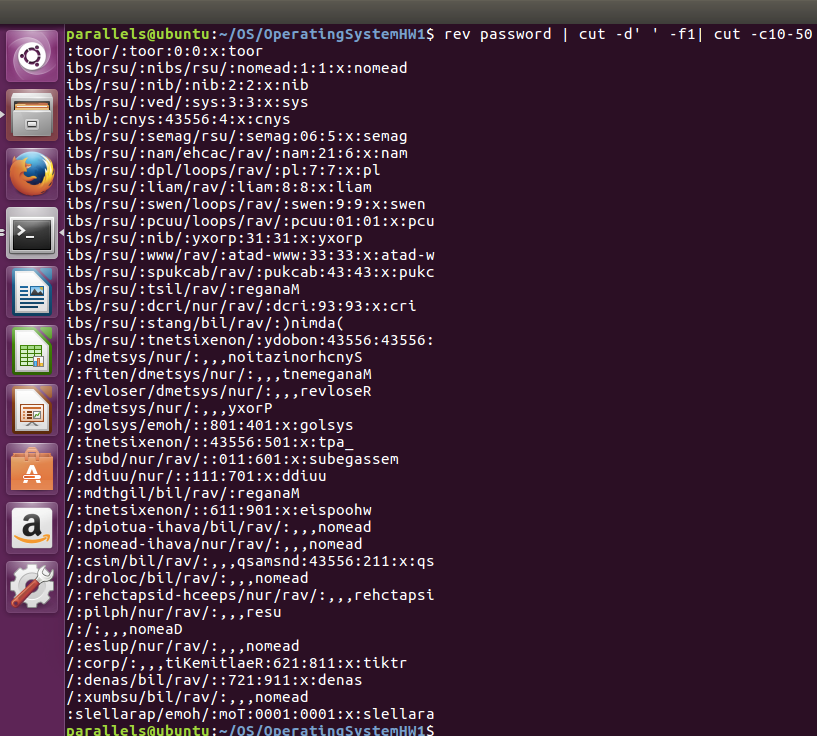 parallels@ubuntu:~/OS/OperatingSystemHW1$ rev password | cut -d' ' -f1| cut -c10-50
:toor/:toor:0:0:x:toor
ibs/rsu/:nibs/rsu/:nomead:1:1:x:nomead
ibs/rsu/:nib/:nib:2:2:x:nib
ibs/rsu/:ved/:sys:3:3:x:sys
:nib/:cnys:43556:4:x:cnys
ibs/rsu/:semag/rsu/:semag:06:5:x:semag
ibs/rsu/:nam/ehcac/rav/:nam:21:6:x:nam
ibs/rsu/:dpl/loops/rav/:pl:7:7:x:pl
ibs/rsu/:liam/rav/:liam:8:8:x:liam
ibs/rsu/:swen/loops/rav/:swen:9:9:x:swen
ibs/rsu/:pcuu/loops/rav/:pcuu:01:01:x:pcu
ibs/rsu/:nib/:yxorp:31:31:x:yxorp
ibs/rsu/:www/rav/:atad-www:33:33:x:atad-w
ibs/rsu/:spukcab/rav/:pukcab:43:43:x:pukc
ibs/rsu/:tsil/rav/:reganaM
ibs/rsu/:dcri/nur/rav/:dcri:93:93:x:cri
ibs/rsu/:stang/bil/rav/:)nimda(
ibs/rsu/:tnetsixenon/:ydobon:43556:43556:
/:dmetsys/nur/:,,,noitazinorhcnyS
/:fiten/dmetsys/nur/:,,,tnemeganaM
/:evloser/dmetsys/nur/:,,,revloseR
/:dmetsys/nur/:,,,yxorP
/:golsys/emoh/::801:401:x:golsys
/:tnetsixenon/::43556:501:x:tpa_
/:subd/nur/rav/::011:601:x:subegassem
/:ddiuu/nur/::111:701:x:ddiuu
/:mdthgil/bil/rav/:reganaM
/:tnetsixenon/::611:901:x:eispoohw
/:dpiotua-ihava/bil/rav/:,,,nomead
/:nomead-ihava/nur/rav/:,,,nomead
/:csim/bil/rav/:,,,qsamsnd:43556:211:x:qs
/:droloc/bil/rav/:,,,nomead
/:rehctapsid-hceeps/nur/rav/:,,,rehctapsi
/:pilph/nur/rav/:,,,resu
/:/:,,,nomeaD
/:eslup/nur/rav/:,,,nomead
/:corp/:,,,tiKemitlaeR:621:811:x:tiktr
/:denas/bil/rav/::721:911:x:denas
/:xumbsu/bil/rav/:,,,nomead
:slellarap/emoh/:moT:0001:0001:x:slellara
parallels@ubuntu:~/OS/OperatingSystemHW1$